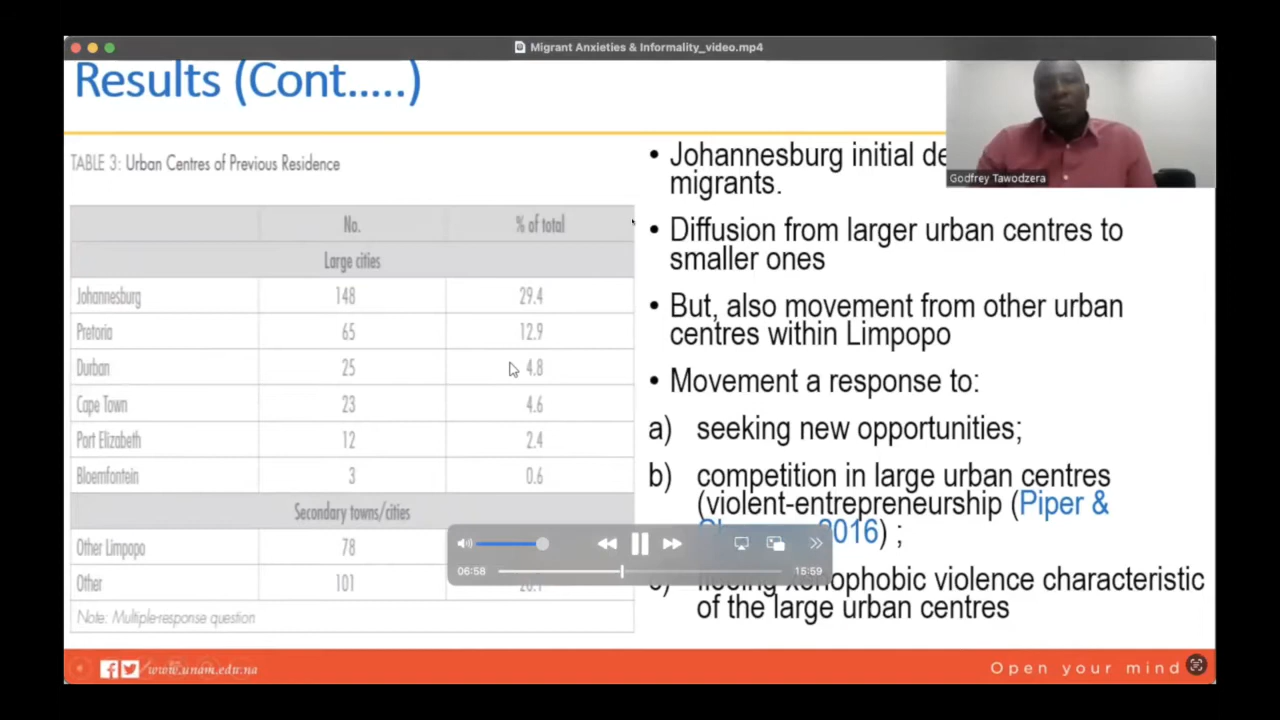 Migrant Anxieties & Informality_video.mp4
Results (Cont.....)
Godfrey Tawodzera
TABLE 3: Urban Centres of Previous Residence
No. % of total
Large cities
Johannesburg 148 29.4
Pretoria 65 12.9
Durban 25 4.8
Cape Town 23 4.6
Port Elizabeth 12 2.4
Bloemfontein 3 0.6
Secondary towns/cities
Other Limpopo 78
Other 101
Note: Multiple-response question
• Johannesburg initial
migrants.
• Diffusion from larger urban centres to
smaller ones
• But, also movement from other urban
centres within Limpopo
• Movement a response to:
a) seeking new opportunities;
b) competition in large urban centres
(violent-entrepreneurship (Piper &
2016) ;
xenophobic violence characteristic
of the large urban centres
06:58 15:59
www.unam.edu.na
Open your mind